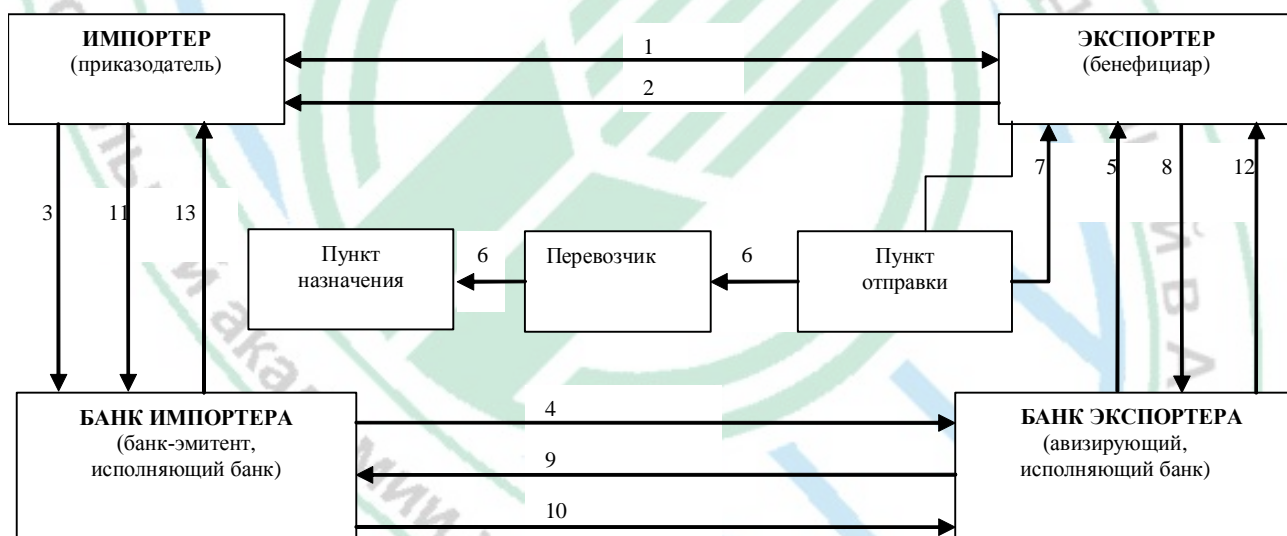 ИМПОРТЕР
(приказодатель)
1
ЭКСПОРТЕР
(бенефициар)
2
3
11
13
7
5
8
12
Пункт
назначения
6
Перевозчик
6
Пункт
отправки
БАНК ИМПОРТЕРА
(банк-эмитент,
исполняющий банк)
4
9
10
БАНК ЭКСПОРТЕРА
(авизирующий,
исполняющий банк)